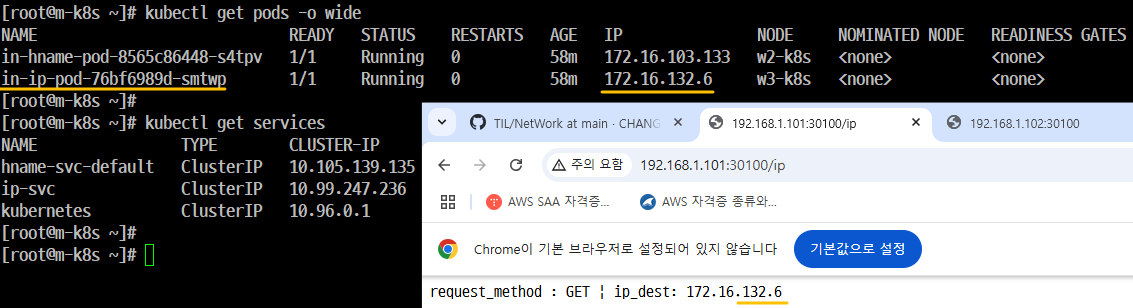 [root@m-k8s ~]# kubectl get pods -o wide
NAME READY STATUS RESTARTS AGE IP NODE NOMINATED NODE READINESS GATES
in-hname-pod-8565c86448-s4tpv 1/1 Running 0 58m 172.16.103.133 w2-k8s <none> <none>
in-ip-pod-76bf6989d-smtwp 1/1 Running 0 58m 172.16.132.6 w3-k8s <none> <none>
[root@m-k8s ~]#
[root@m-k8s ~]# kubectl get services
NAME TYPE CLUSTER-IP
hname-svc-default ClusterIP 10.105.139.135
ip-svc ClusterIP 10.99.247.236
kubernetes ClusterIP 10.96.0.1
[root@m-k8s ~]#
[root@m-k8s ~]#
TIL/NetWork at main · CHANG 192.168.1.101:30100/ip 192.168.1.102:30100
주의 요함 192.168.1.101:30100/ip
AWS SAA 자격증... AWS 자격증 종류와...
Chrome이 기본 브라우저로 설정되어 있지 않습니다 기본값으로 설정
request_method : GET ¦ ip_dest: 172.16.132.6